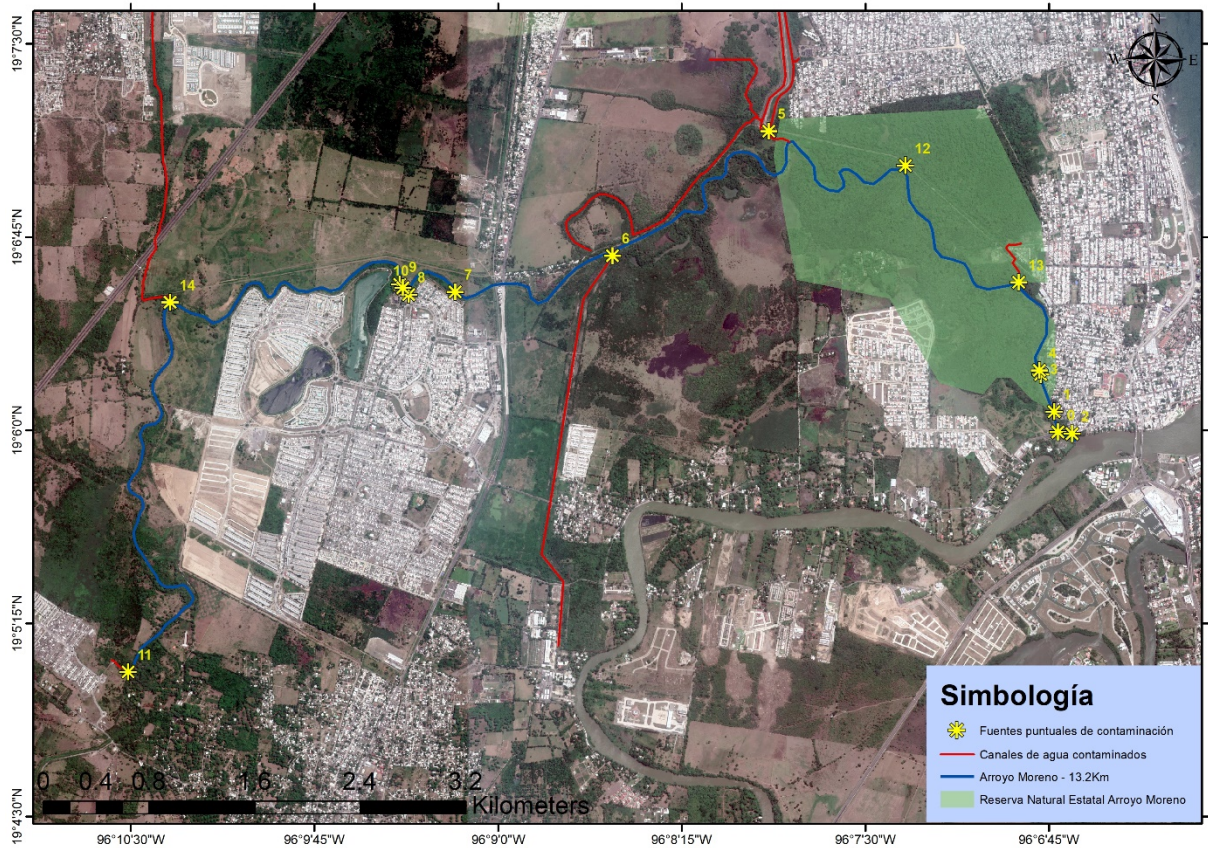 N
W E
S
19°7'30"N
19°6'45"N
19°6'0"N
19°5'15"N
19°4'30"N
5
12
6
13
10 9
8
7
14
4
3
1
0 2
11
0 0.4 0.8 1.6 2.4 3.2
Kilometers
Simbología
Fuentes puntuales de contaminación
Canales de agua contaminados
Arroyo Moreno - 13.2Km
Reserva Natural Estatal Arroyo Moreno
96°10'30"W 96°9'45"W 96°9'0"W 96°8'15"W 96°7'30"W 96°6'45"W